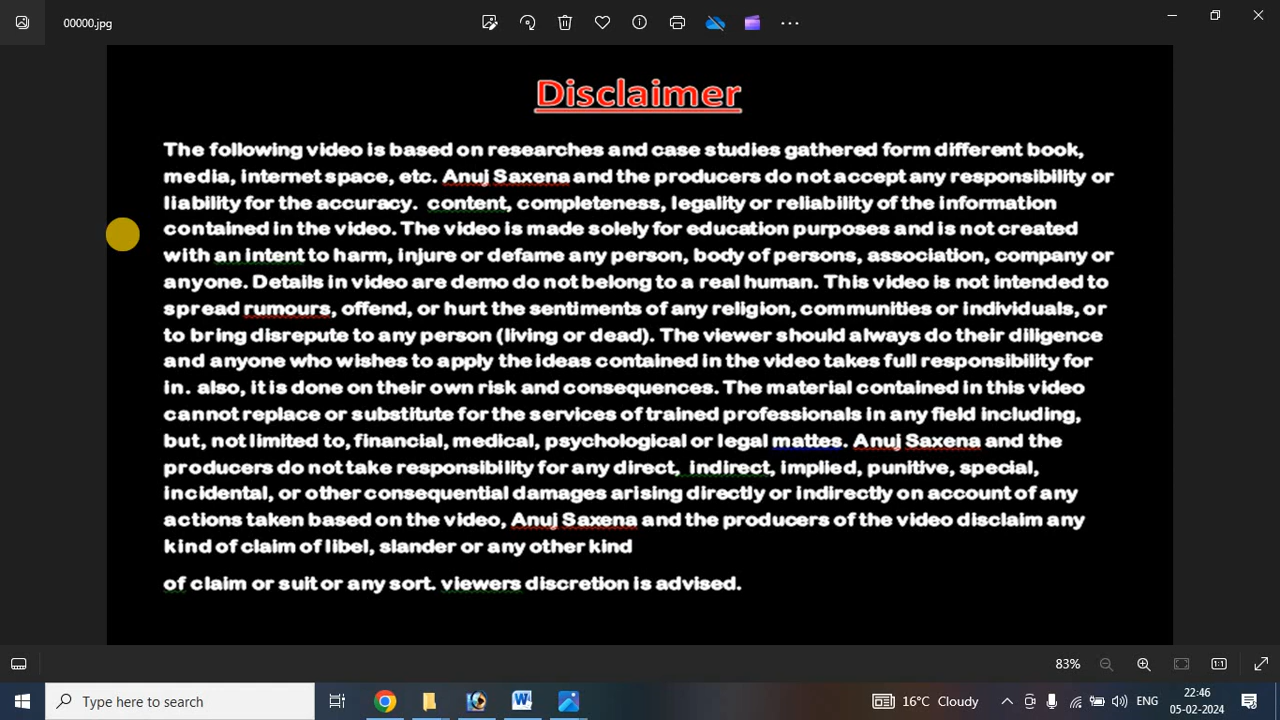 00000.jpg
Disclaimer
The following video is based on researches and case studies gathered form different book,
media, internet space, etc. Anuj Saxena and the producers do not accept any responsibility or
liability for the accuracy. content, completeness, legality or reliability of the information
contained in the video. The video is made solely for education purposes and is not created
with an intent to harm, injure or defame any person, body of persons, association, company or
anyone. Details in video are demo do not belong to a real human. This video is not intended to
spread rumours, offend, or hurt the sentiments of any religion, communities or individuals, or
to bring disrepute to any person (living or dead). The viewer should always do their diligence
and anyone who wishes to apply the ideas contained in the video takes full responsibility for
in. also, it is done on their own risk and consequences. The material contained in this video
cannot replace or substitute for the services of trained professionals in any field including,
but, not limited to, financial, medical, psychological or legal mattes. Anuj Saxena and the
producers do not take responsibility for any direct, indirect, implied, punitive, special,
incidental, or other consequential damages arising directly or indirectly on account of any
actions taken based on the video, Anuj Saxena and the producers of the video disclaim any
kind of claim of libel, slander or any other kind
of claim or suit or any sort. viewers discretion is advised.
83%
Type here to search
16°C Cloudy
ENG
22:46
05-02-2024